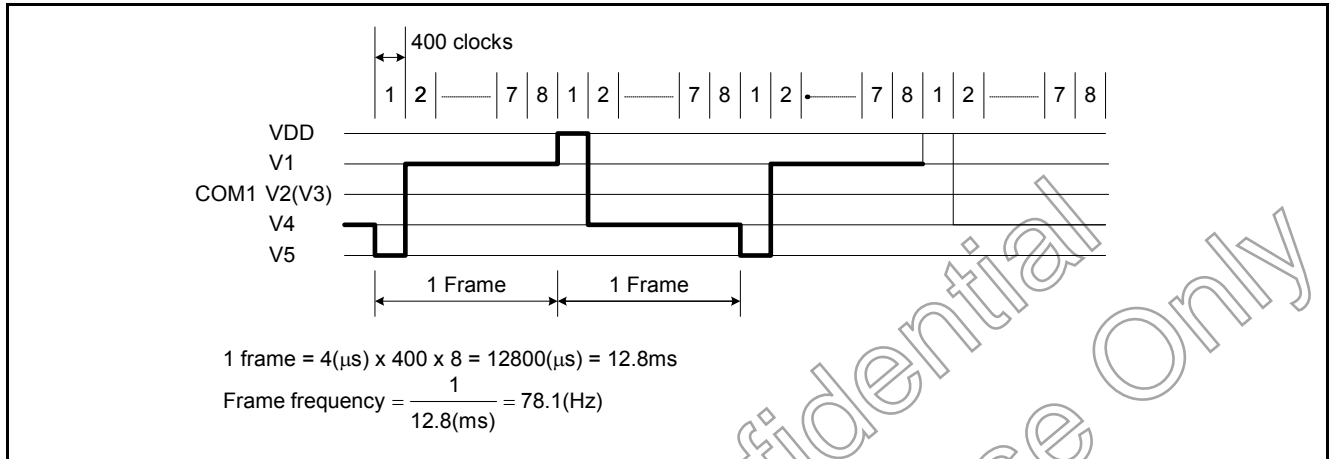 400 clocks
1 2 7 8 1 2 7 8 1 2 7 8 1 2 7 8
VDD
V1
COM1 V2(V3)
V4
V5
1 Frame 1 Frame
1 frame = 4(μs) x 400 x 8 = 12800(μs) = 12.8ms
Frame frequency = 1 / 12.8(ms) = 78.1(Hz)
Only